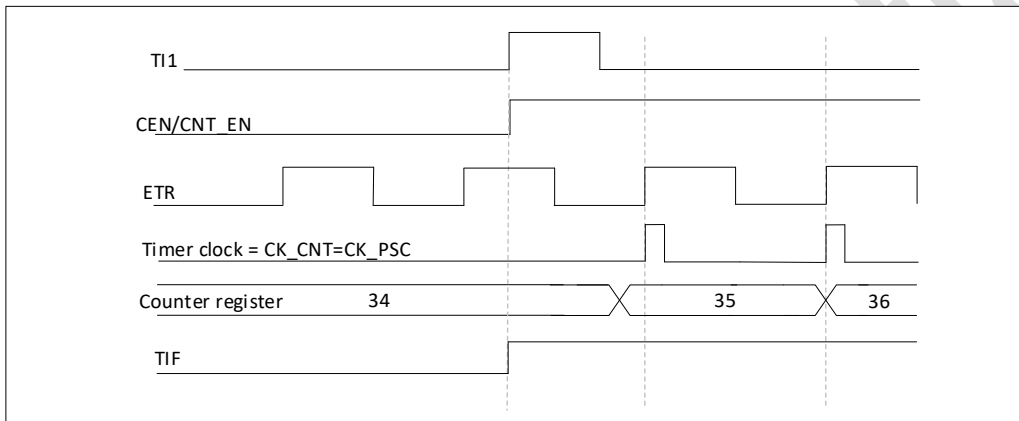 TI1
CEN/CNT_EN
ETR
Timer clock = CK_CNT=CK_PSC
Counter register 34 35 36
TIF